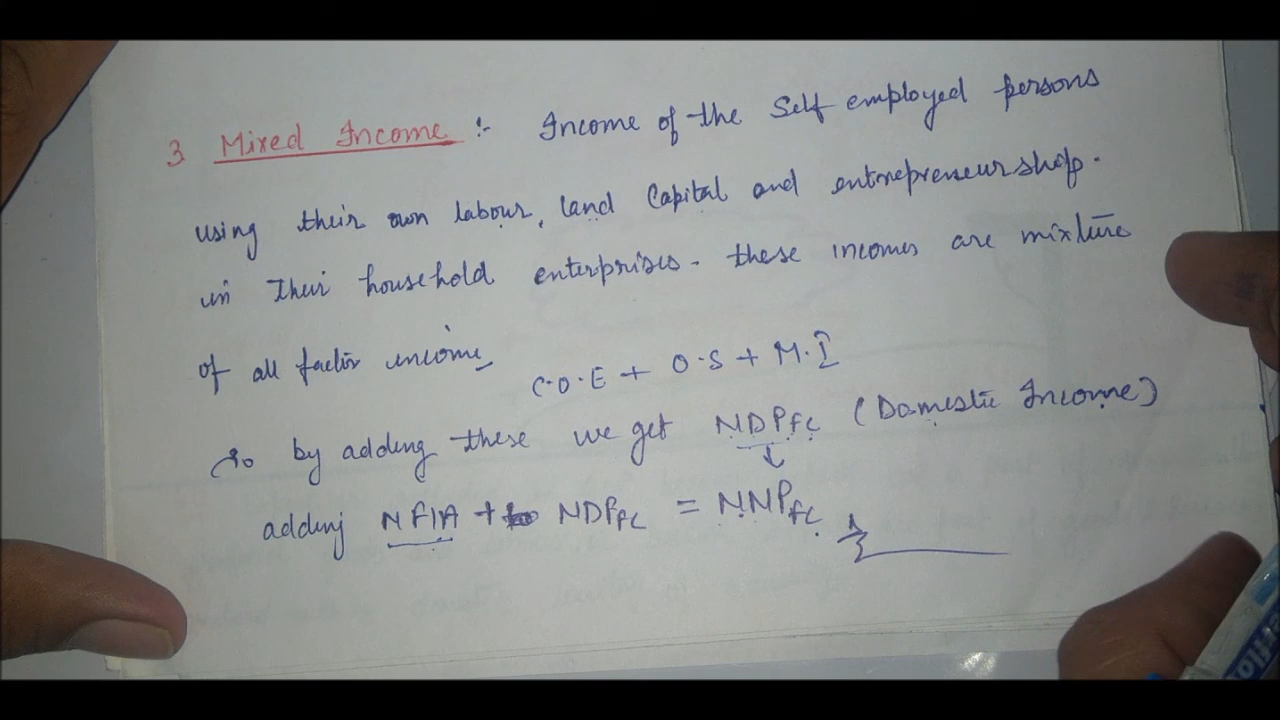 3 Mixed Income :- Income of the Self employed persons
using their own labour, land Capital and entrepreneurshop.
in their household enterprises. these incomes are mixture
of all factor income
C.O.E + O.S + M.I
So by adding these we get NDPFC (Domestic Income)
↓
adding NFIA + NDPFC = NNPFC